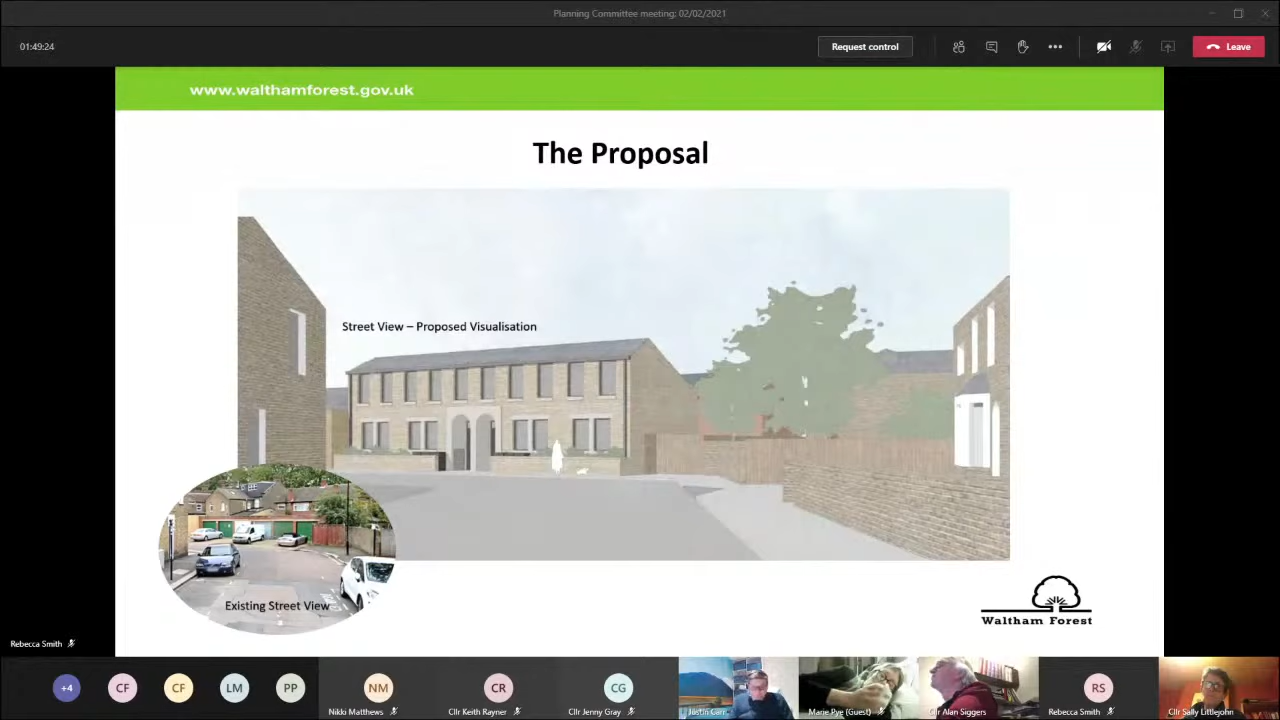 Planning Committee meeting: 02/02/2021
01:49:24
Request control
Leave
www.walthamforest.gov.uk
The Proposal
Street View – Proposed Visualisation
Existing Street View
Waltham Forest
Rebecca Smith
+4
CF
CF
LM
PP
NM
CR
CG
RS
Nikki Matthews
Cllr Keith Rayner
Cllr Jenny Gray
Justin Carr
Marie Pye (Guest)
Cllr Alan Siggers
Rebecca Smith
Cllr Sally Littlejohn